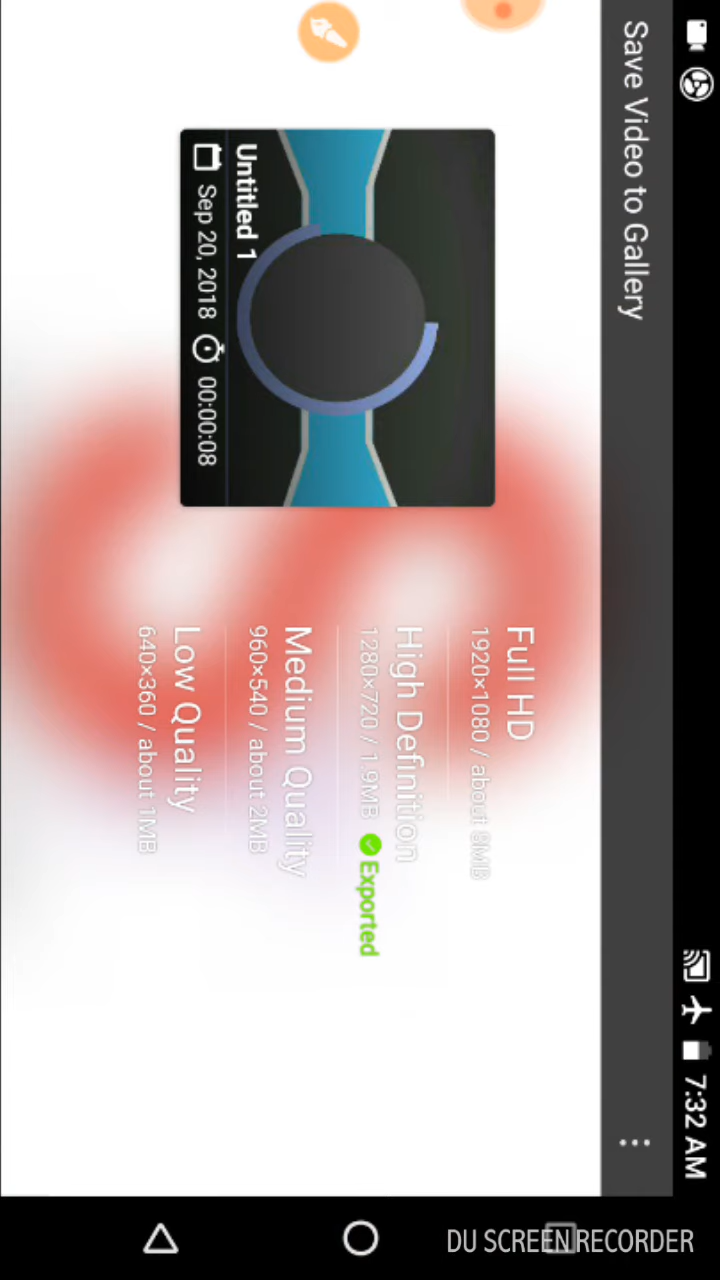 7:32 AM
Save Video to Gallery
Untitled 1
Sep 20, 2018 00:00:08
Full HD
1920×1080 / about 8MB
High Definition
1280×720 / 1.9MB Exported
Medium Quality
960×540 / about 2MB
Low Quality
640×360 / about 1MB
DU SCREEN RECORDER